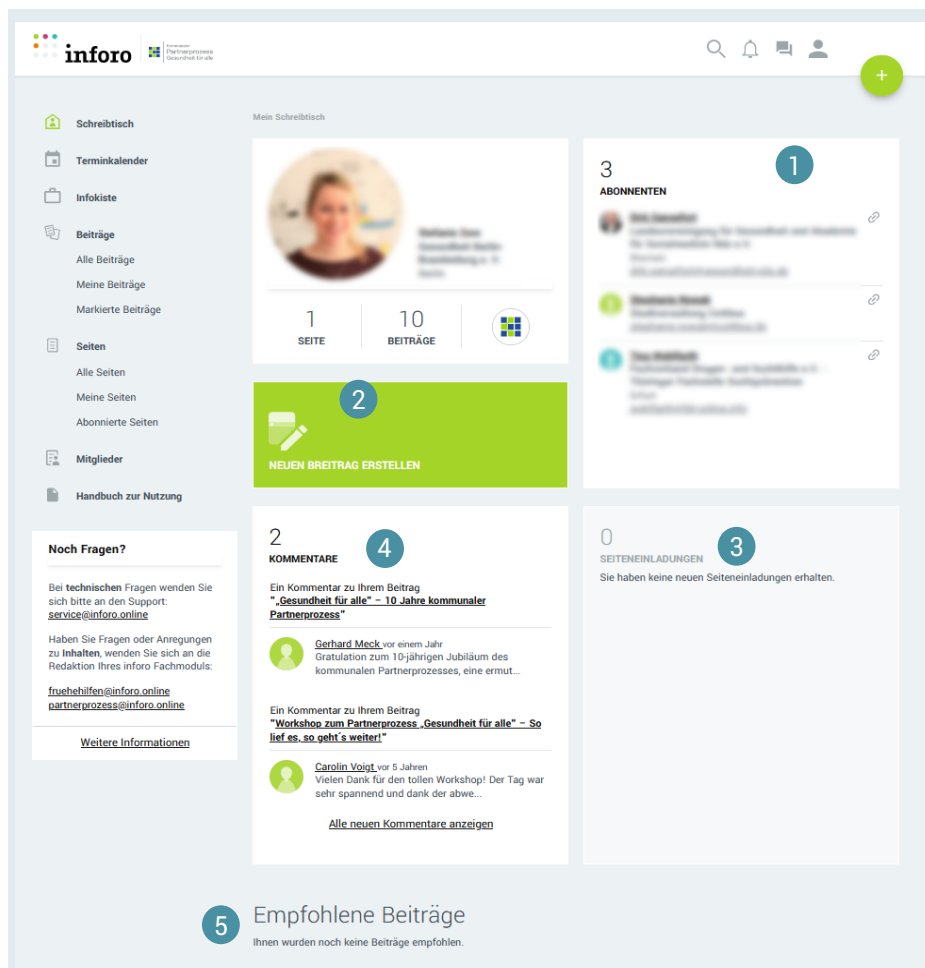 inforo
Kommunaler
Partnerprozess
Gesundheit für alle
+
Schreibtisch
Terminkalender
Infokiste
Beiträge
Alle Beiträge
Meine Beiträge
Markierte Beiträge
Seiten
Alle Seiten
Meine Seiten
Abonnierte Seiten
Mitglieder
Handbuch zur Nutzung
Noch Fragen?
Bei technischen Fragen wenden Sie
sich bitte an den Support:
service@inforo.online
Haben Sie Fragen oder Anregungen
zu Inhalten, wenden Sie sich an die
Redaktion Ihres inforo Fachmoduls:
fruehehilfen@inforo.online
partnerprozess@inforo.online
Weitere Informationen
Mein Schreibtisch
1
SEITE
10
BEITRÄGE
3
ABONNENTEN
1
2
NEUEN BREITRAG ERSTELLEN
2
KOMMENTARE
4
Ein Kommentar zu Ihrem Beitrag
"„Gesundheit für alle" – 10 Jahre kommunaler
Partnerprozess"
Gerhard Meck vor einem Jahr
Gratulation zum 10-jährigen Jubiläum des
kommunalen Partnerprozesses, eine ermut...
Ein Kommentar zu Ihrem Beitrag
"Workshop zum Partnerprozess „Gesundheit für alle" – So
lief es, so geht´s weiter!"
Carolin Voigt vor 5 Jahren
Vielen Dank für den tollen Workshop! Der Tag war
sehr spannend und dank der abwe...
Alle neuen Kommentare anzeigen
0
SEITENEINLADUNGEN
3
Sie haben keine neuen Seiteneinladungen erhalten.
5
Empfohlene Beiträge
Ihnen wurden noch keine Beiträge empfohlen.